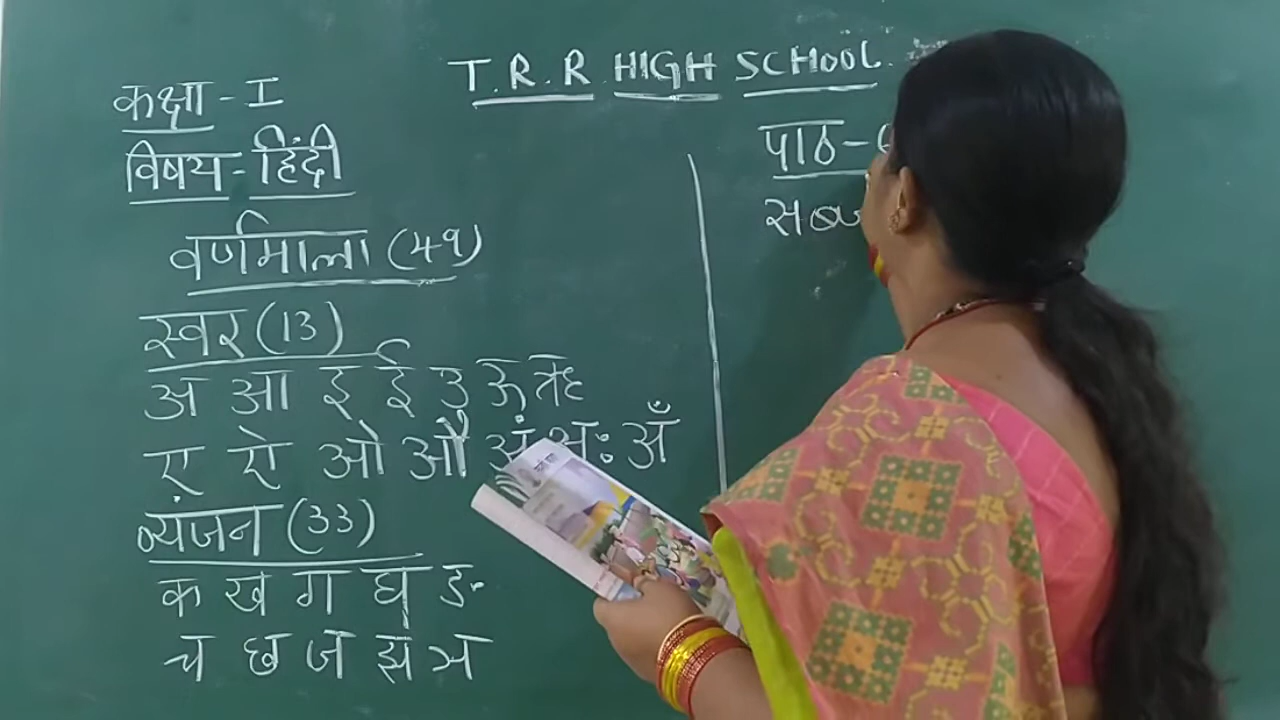 T.R.R HIGH SCHOOL.
कक्षा - I
विषय - हिंदी
वर्णमाला (49)
स्वर (13)
अ आ इ ई उ ऊ ऋ
ए ऐ ओ औ अं अः अँ
व्यंजन (33)
क ख ग घ ङ
च छ ज झ ञ
पाठ -